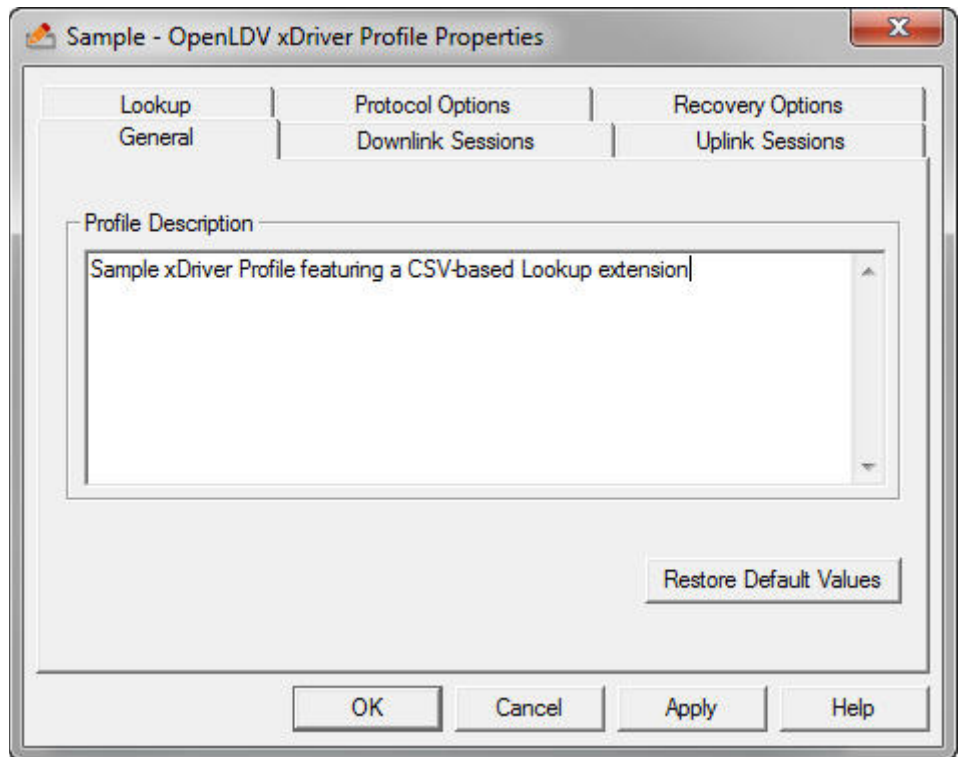 Sample - OpenLDV xDriver Profile Properties
Lookup
Protocol Options
Recovery Options
General
Downlink Sessions
Uplink Sessions
Profile Description
Sample xDriver Profile featuring a CSV-based Lookup extension
Restore Default Values
OK
Cancel
Apply
Help